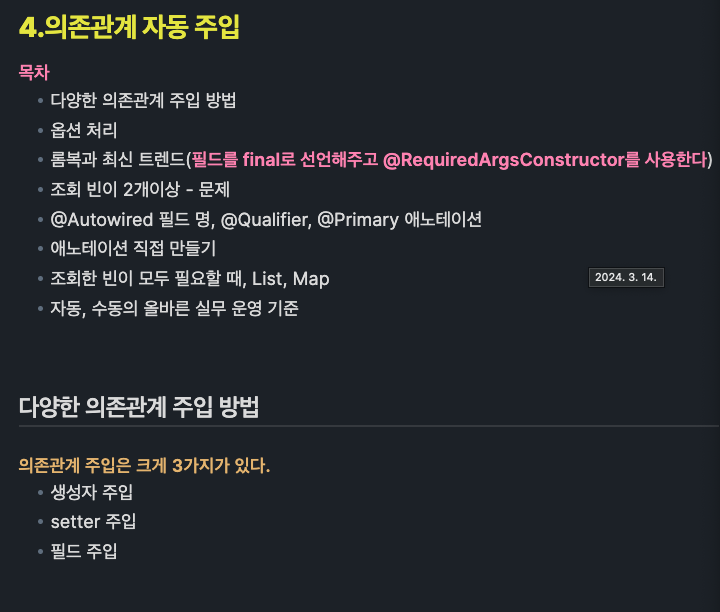 4.의존관계 자동 주입
목차
다양한 의존관계 주입 방법
옵션 처리
롬복과 최신 트렌드(필드를 final로 선언해주고 @RequiredArgsConstructor를 사용한다)
조회 빈이 2개이상 - 문제
@Autowired 필드 명, @Qualifier, @Primary 애노테이션
애노테이션 직접 만들기
조회한 빈이 모두 필요할 때, List, Map
2024. 3. 14.
자동, 수동의 올바른 실무 운영 기준
다양한 의존관계 주입 방법
의존관계 주입은 크게 3가지가 있다.
생성자 주입
setter 주입
필드 주입